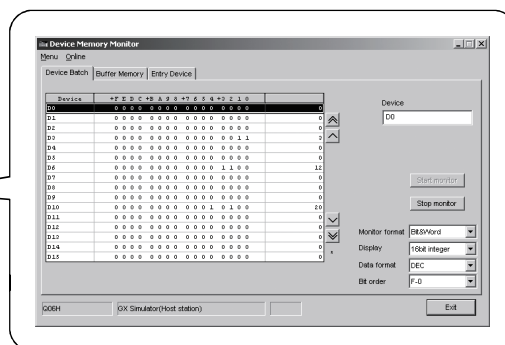 Device Memory Monitor
Menu Online
Device Batch Buffer Memory Entry Device
Device +F E D C +B A 9 8 +7 6 5 4 +3 2 1 0
D0 0 0 0 0 0 0 0 0 0 0 0 0 0 0 0 0 0
D1 0 0 0 0 0 0 0 0 0 0 0 0 0 0 0 0 0
D2 0 0 0 0 0 0 0 0 0 0 0 0 0 0 0 0 0
D3 0 0 0 0 0 0 0 0 0 0 0 0 0 0 1 1 3
D4 0 0 0 0 0 0 0 0 0 0 0 0 0 0 0 0 0
D5 0 0 0 0 0 0 0 0 0 0 0 0 0 0 0 0 0
D6 0 0 0 0 0 0 0 0 0 0 0 0 1 1 0 0 12
D7 0 0 0 0 0 0 0 0 0 0 0 0 0 0 0 0 0
D8 0 0 0 0 0 0 0 0 0 0 0 0 0 0 0 0 0
D9 0 0 0 0 0 0 0 0 0 0 0 0 0 0 0 0 0
D10 0 0 0 0 0 0 0 0 0 0 0 1 0 1 0 0 20
D11 0 0 0 0 0 0 0 0 0 0 0 0 0 0 0 0 0
D12 0 0 0 0 0 0 0 0 0 0 0 0 0 0 0 0 0
D13 0 0 0 0 0 0 0 0 0 0 0 0 0 0 0 0 0
D14 0 0 0 0 0 0 0 0 0 0 0 0 0 0 0 0 0
D15 0 0 0 0 0 0 0 0 0 0 0 0 0 0 0 0 0
Device
D0
Start monitor
Stop monitor
Monitor format Bit&Word
Display 16bit integer
Data format DEC
Bit order F-0
Q06H GX Simulator(Host station) Exit